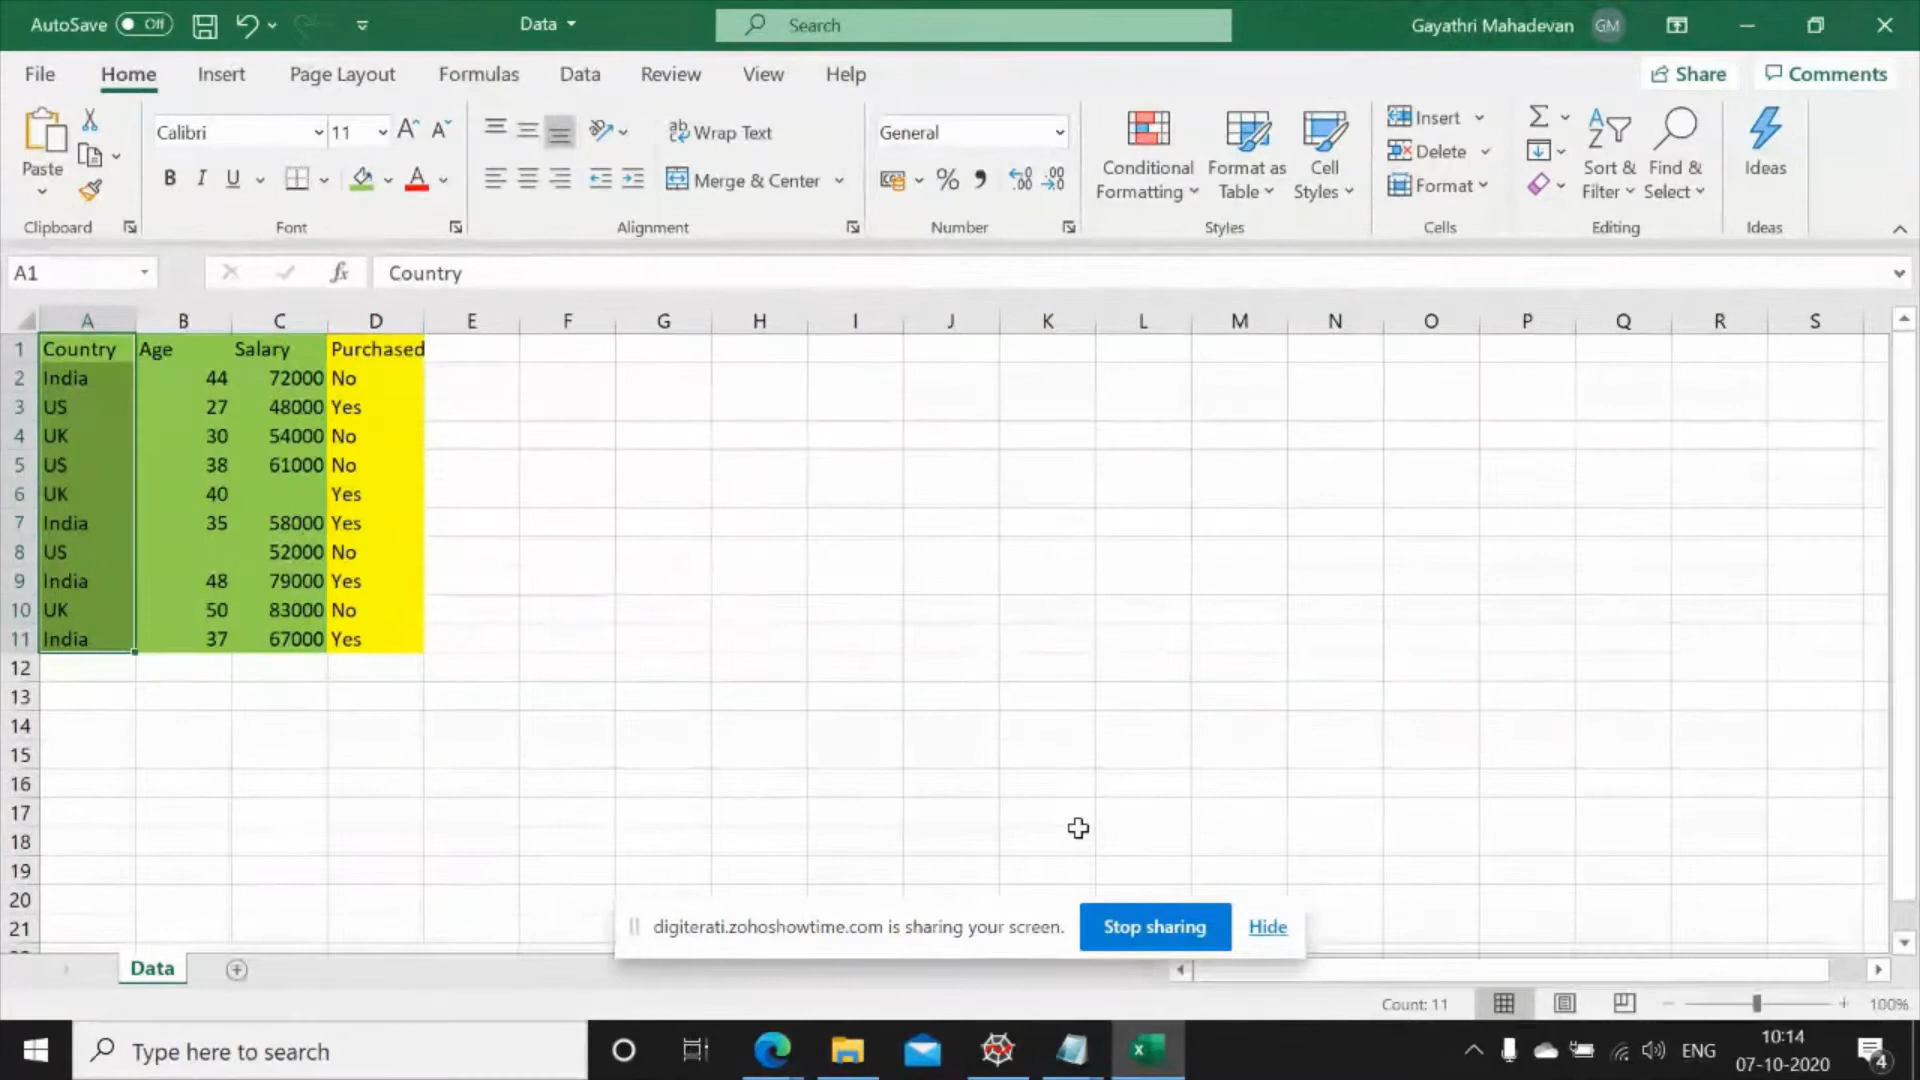 AutoSave Off Data Search Gayathri Mahadevan GM
File Home Insert Page Layout Formulas Data Review View Help Share Comments
Paste Calibri 11 Wrap Text General Conditional Formatting Format as Table Cell Styles Insert Sort & Filter Find & Select Ideas
B I U Merge & Center % Delete
Format
Clipboard Font Alignment Number Styles Cells Editing Ideas
A1 fx Country
A B C D E F G H I J K L M N O P Q R S
1 Country Age Salary Purchased
2 India 44 72000 No
3 US 27 48000 Yes
4 UK 30 54000 No
5 US 38 61000 No
6 UK 40 Yes
7 India 35 58000 Yes
8 US 52000 No
9 India 48 79000 Yes
10 UK 50 83000 No
11 India 37 67000 Yes
12
13
14
15
16
17
18
19
20
21
digiterati.zohoshowtime.com is sharing your screen. Stop sharing Hide
Data
Count: 11 100%
Type here to search ENG 10:14
07-10-2020 4